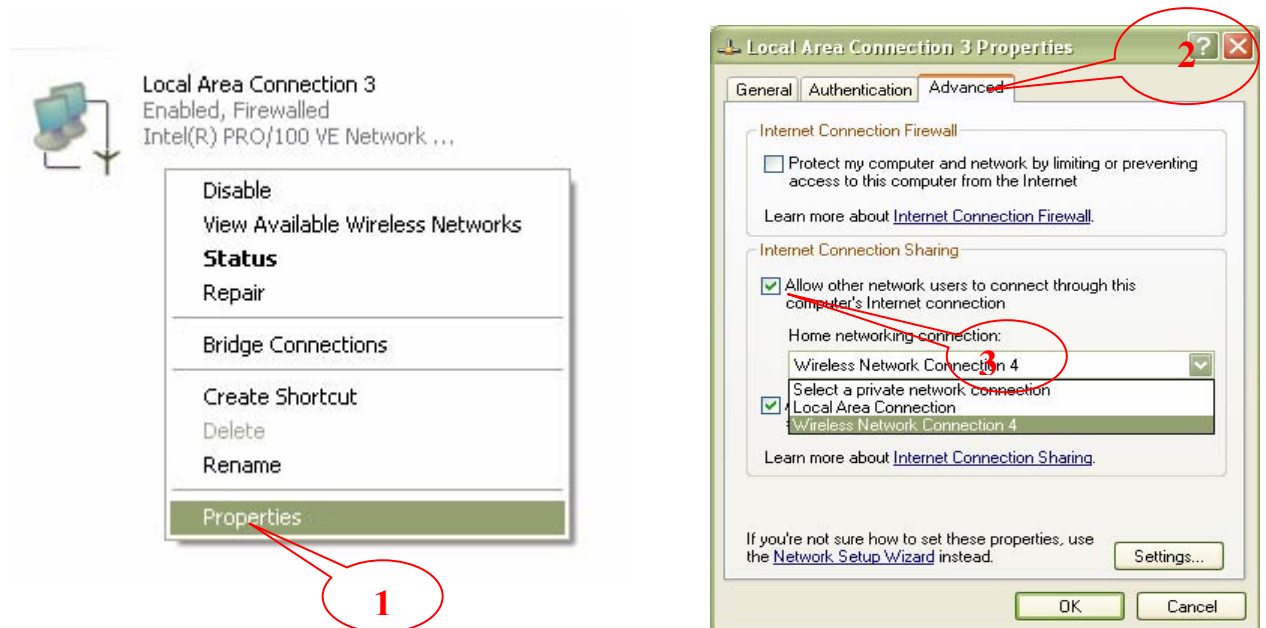 Local Area Connection 3
Enabled, Firewalled
Intel(R) PRO/100 VE Network ...
Disable
View Available Wireless Networks
Status
Repair
Bridge Connections
Create Shortcut
Delete
Rename
Properties
1
Local Area Connection 3 Properties
2
General Authentication Advanced
Internet Connection Firewall
Protect my computer and network by limiting or preventing
access to this computer from the Internet
Learn more about Internet Connection Firewall.
Internet Connection Sharing
Allow other network users to connect through this
computer's Internet connection
Home networking connection:
3
Wireless Network Connection 4
Select a private network connection
Local Area Connection
Wireless Network Connection 4
Learn more about Internet Connection Sharing.
If you're not sure how to set these properties, use
the Network Setup Wizard instead.
Settings...
OK Cancel